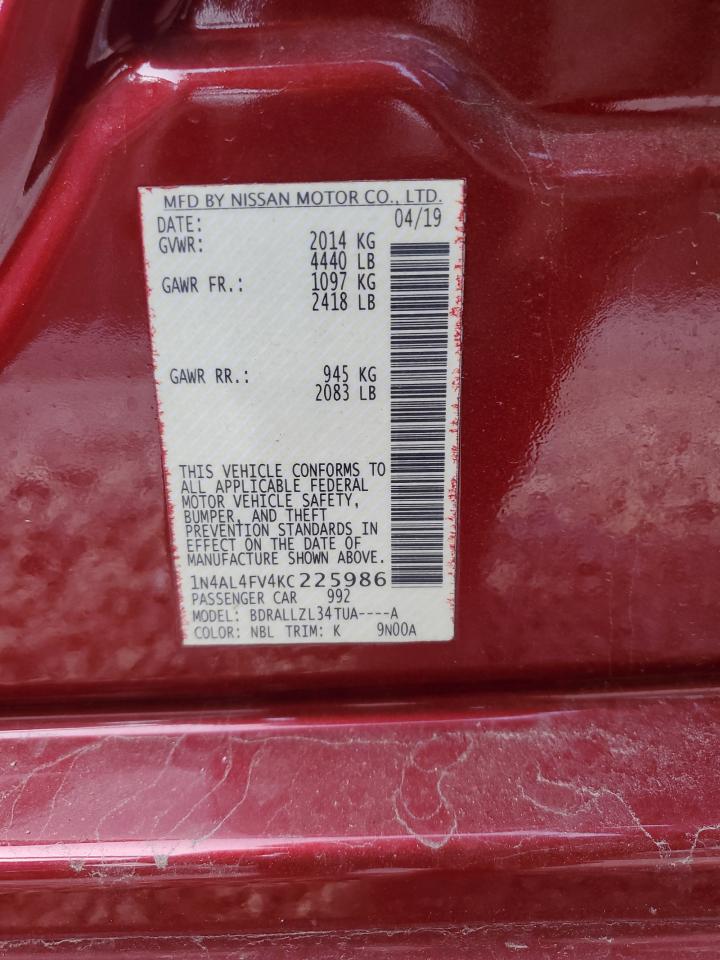 MFD BY NISSAN MOTOR CO., LTD.
DATE: 04/19
GVWR: 2014 KG
4440 LB
GAWR FR.: 1097 KG
2418 LB
GAWR RR.: 945 KG
2083 LB
THIS VEHICLE CONFORMS TO
ALL APPLICABLE FEDERAL
MOTOR VEHICLE SAFETY,
BUMPER, AND THEFT
PREVENTION STANDARDS IN
EFFECT ON THE DATE OF
MANUFACTURE SHOWN ABOVE.
1N4AL4FV4KC225986
PASSENGER CAR 992
MODEL: BDRALLZL34TUA----A
COLOR: NBL TRIM: K 9N00A